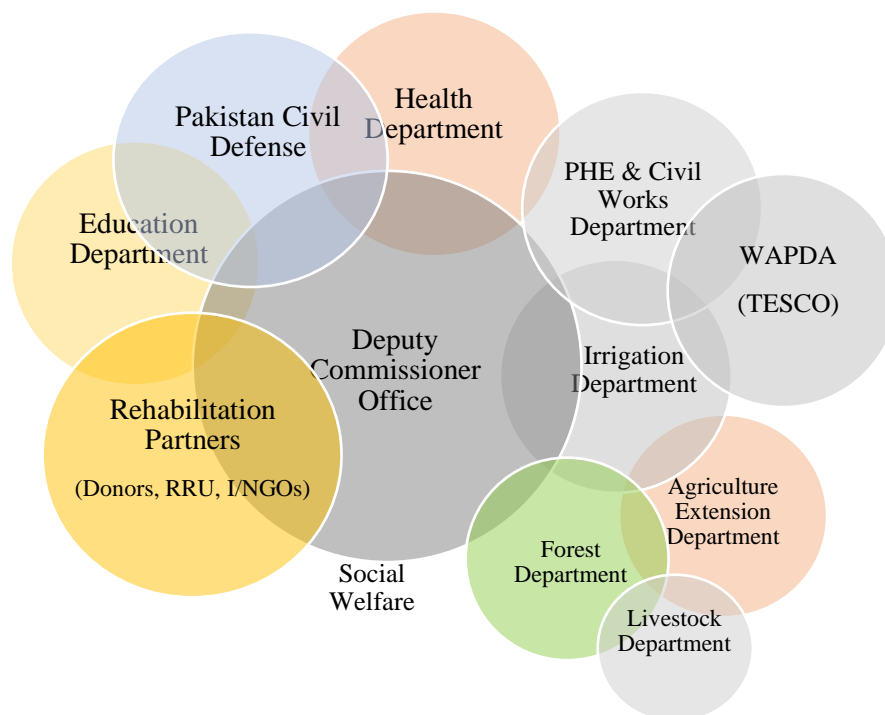 Health
Department
Pakistan Civil
Defense
PHE & Civil
Works
Department
Education
Department
WAPDA
(TESCO)
Deputy
Commissioner
Office
Irrigation
Department
Rehabilitation
Partners
(Donors, RRU, I/NGOs)
Agriculture
Extension
Department
Forest
Department
Social
Welfare
Livestock
Department